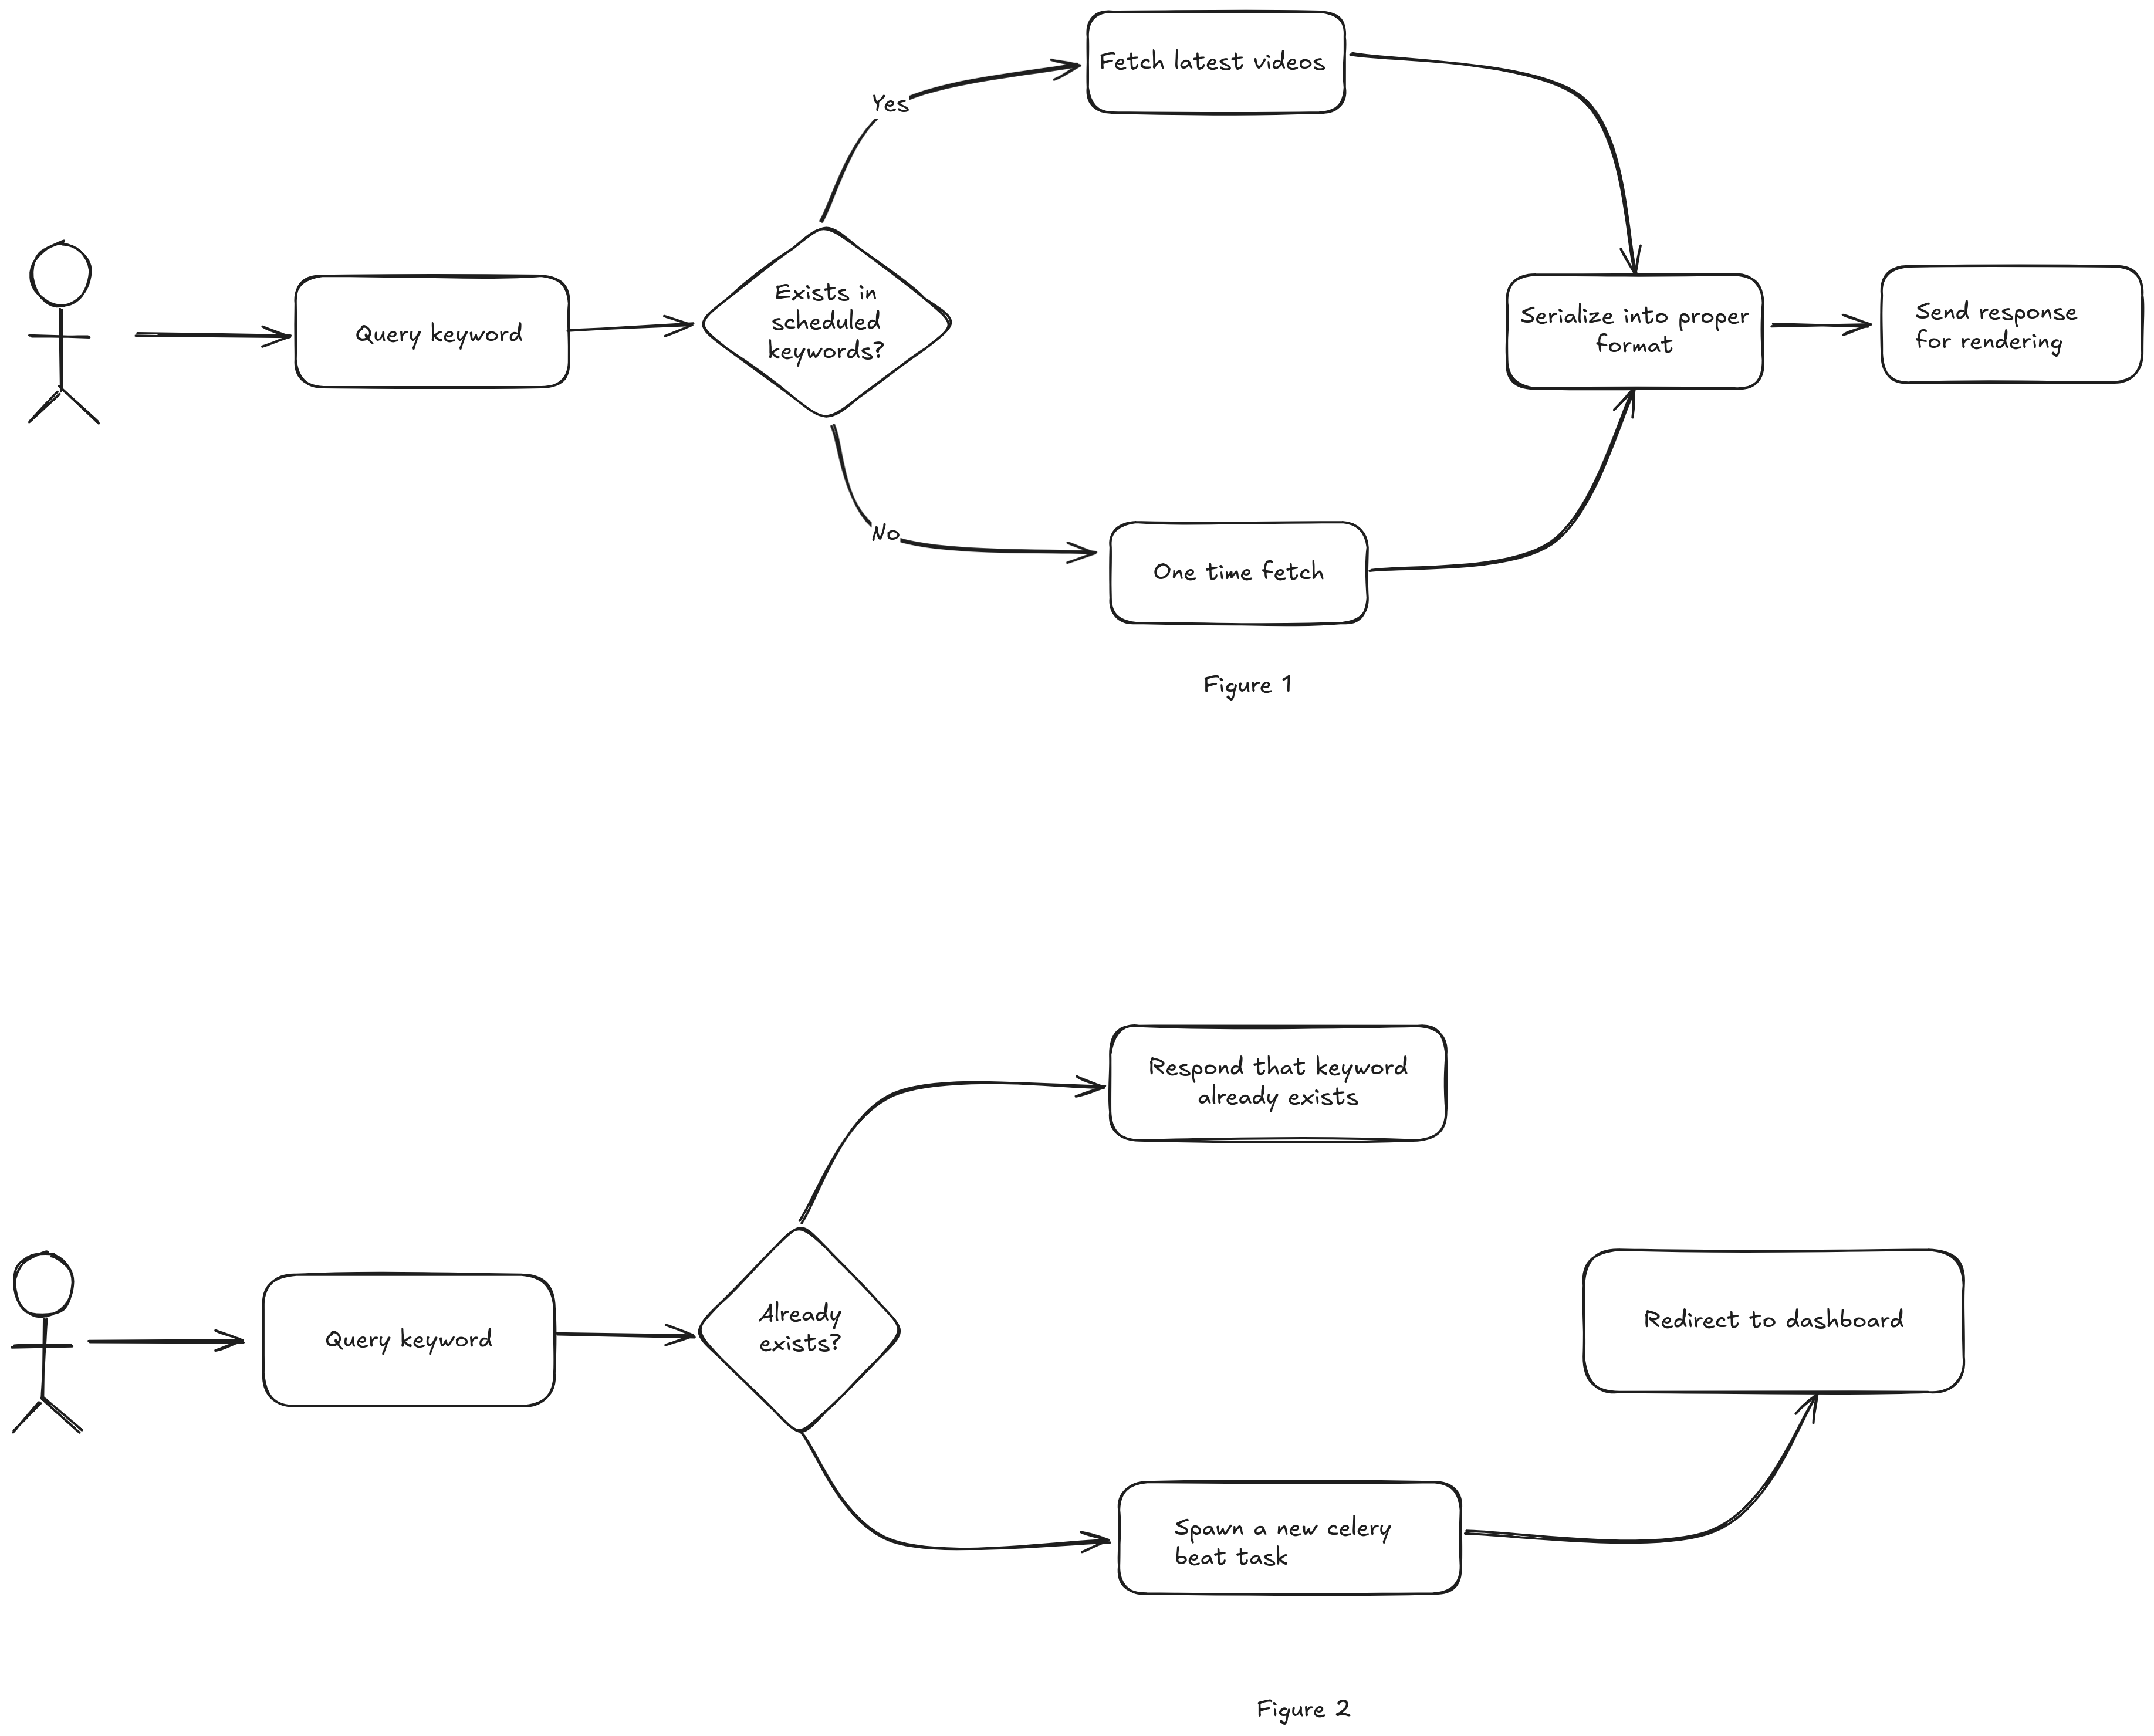 Fetch latest videos
Yes
Query keyword
Exists in
scheduled
keywords?
Serialize into proper
format
Send response
for rendering
No
One time fetch
Figure 1
Respond that keyword
already exists
Query keyword
Already
exists?
Redirect to dashboard
Spawn a new celery
beat task
Figure 2